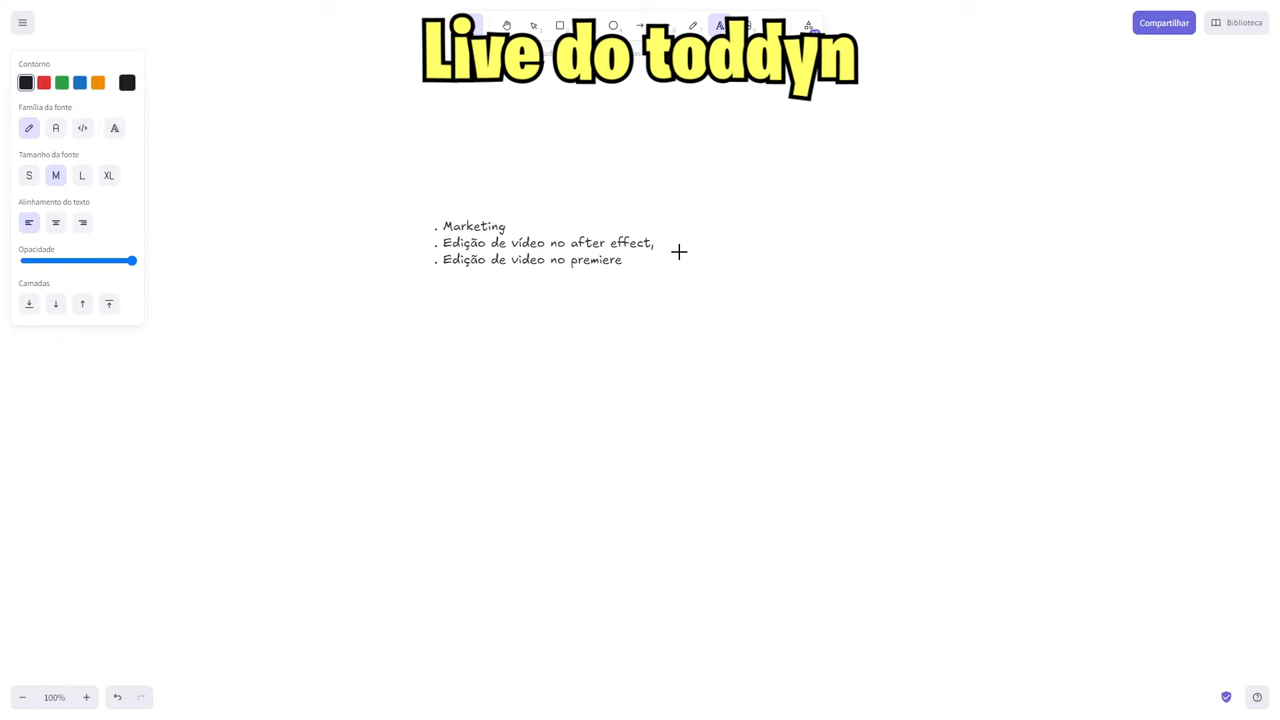 Live do toddyn
Compartilhar
Biblioteca
Contorno
Família da fonte
Tamanho da fonte
S M L XL
Alinhamento do texto
Opacidade
Camadas
. Marketing
. Edição de vídeo no after effect,
. Edição de video no premiere
100%